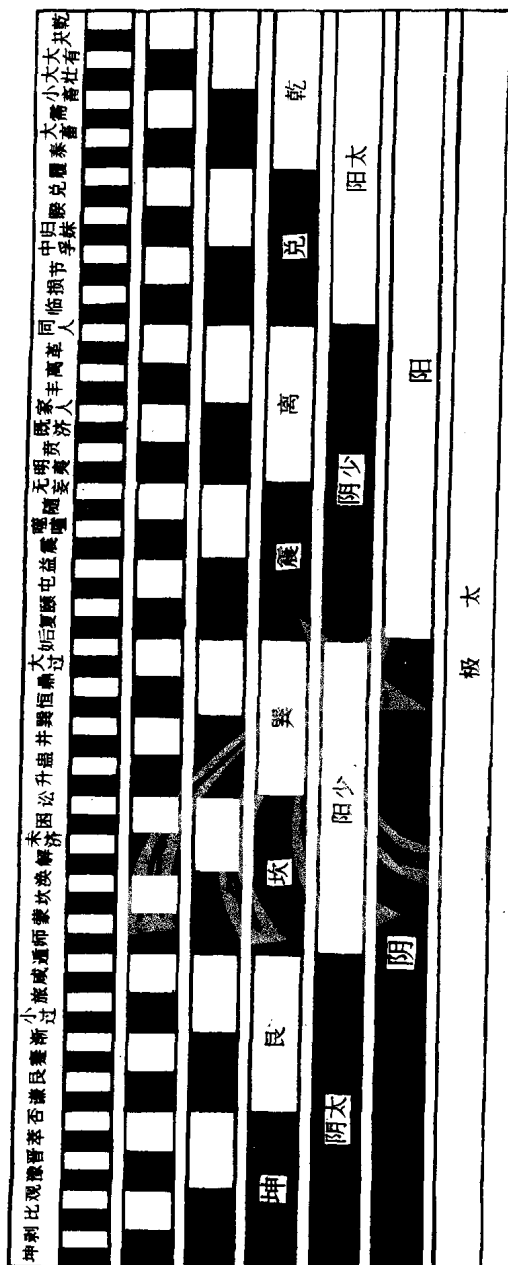 坤 剥 比 观 豫 晋 萃 否 谦 艮 蹇 渐 小过 旅 咸 遁 师 蒙 坎 涣 解 未济 困 讼 升 蛊 井 巽 恒 鼎 大过 姤 复 颐 屯 益 震 噬嗑 随 无妄 明夷 贲 既济 家人 丰 离 革 同人 临 损 节 中孚 归妹 睽 兑 履 泰 大畜 需 小畜 大壮 大有 夬 乾
坤 艮 坎 巽 震 离 兑 乾
阴太 阳少 阴少 阳太
阴 阳
极 太